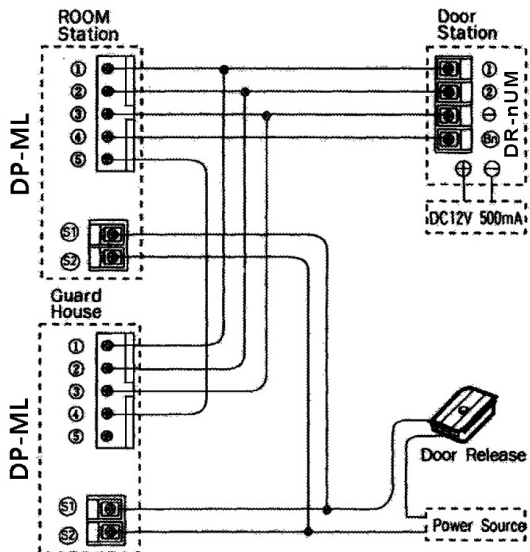 ROOM
Station
Door
Station
DP-ML
①
②
③
④
⑤
S1
S2
①
②
⊖
Bn
DR-nUM
⊕ ⊖
DC12V 500mA
Guard
House
DP-ML
①
②
③
④
⑤
S1
S2
Door Release
Power Source